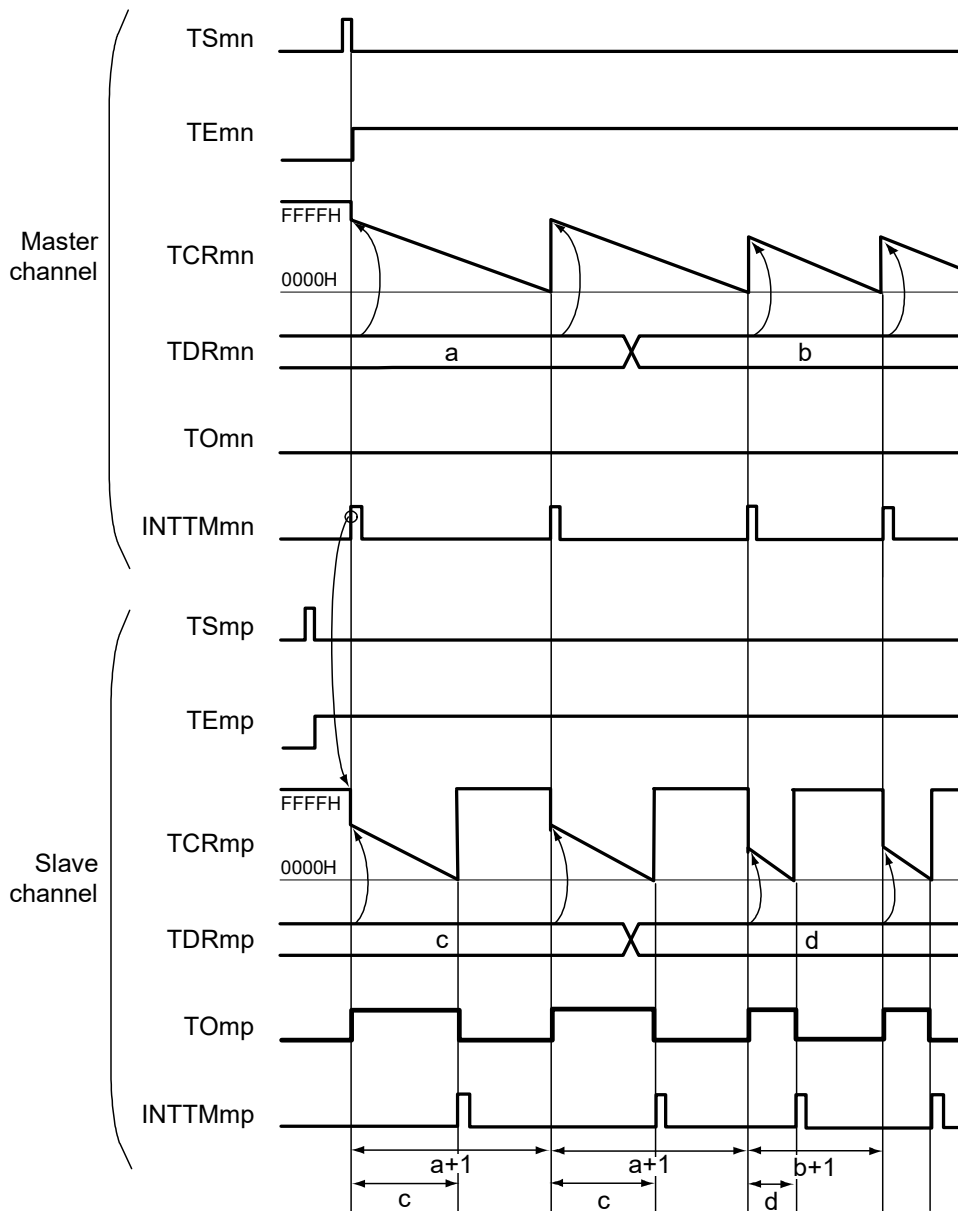 TSmn
TEmn
FFFFH
TCRmn
Master
channel
0000H
TDRmn
a
b
TOmn
INTTMmn
TSmp
TEmp
FFFFH
TCRmp
Slave
channel
0000H
TDRmp
c
d
TOmp
INTTMmp
a+1
a+1
b+1
c
c
d